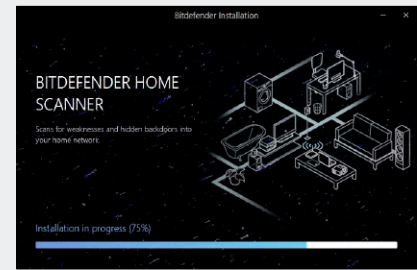 Bitdefender Installation
BITDEFENDER HOME
SCANNER
Scans for weaknesses and hidden backdoors into
your home network.
Installation in progress (75%)